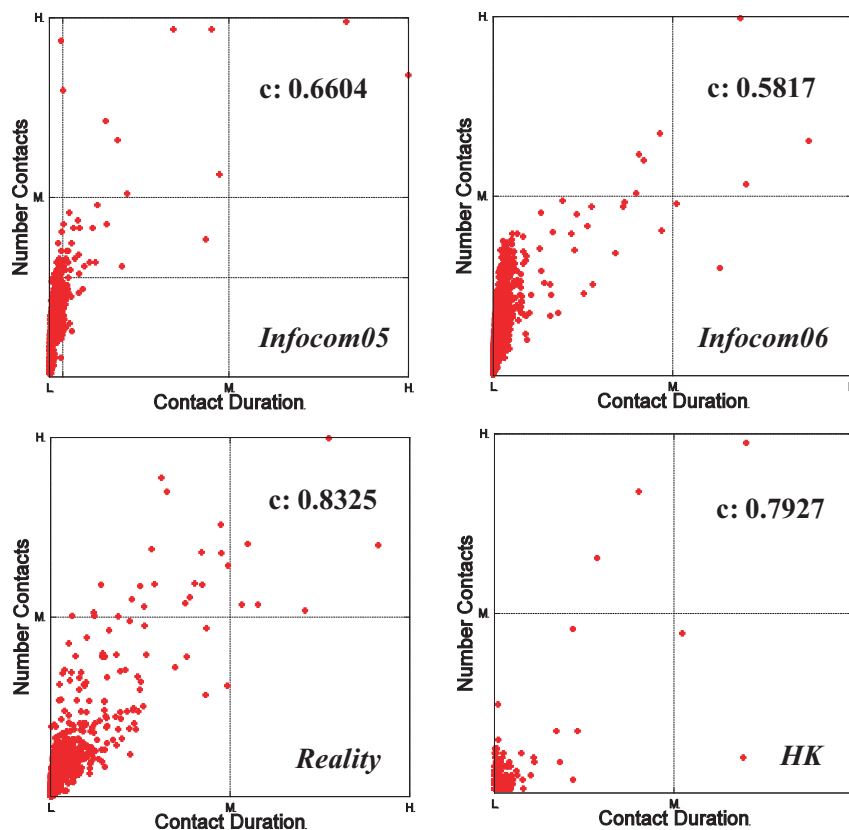 H.
c: 0.6604
Number Contacts
M.
Infocom05
L.
M.
H.
Contact Duration.
H.
c: 0.5817
Number Contacts
M.
Infocom06
L.
M.
Contact Duration.
H.
c: 0.8325
Number Contacts
M.
Reality
L.
M.
H.
Contact Duration.
H.
c: 0.7927
Number Contacts
M.
HK
L.
M.
Contact Duration.